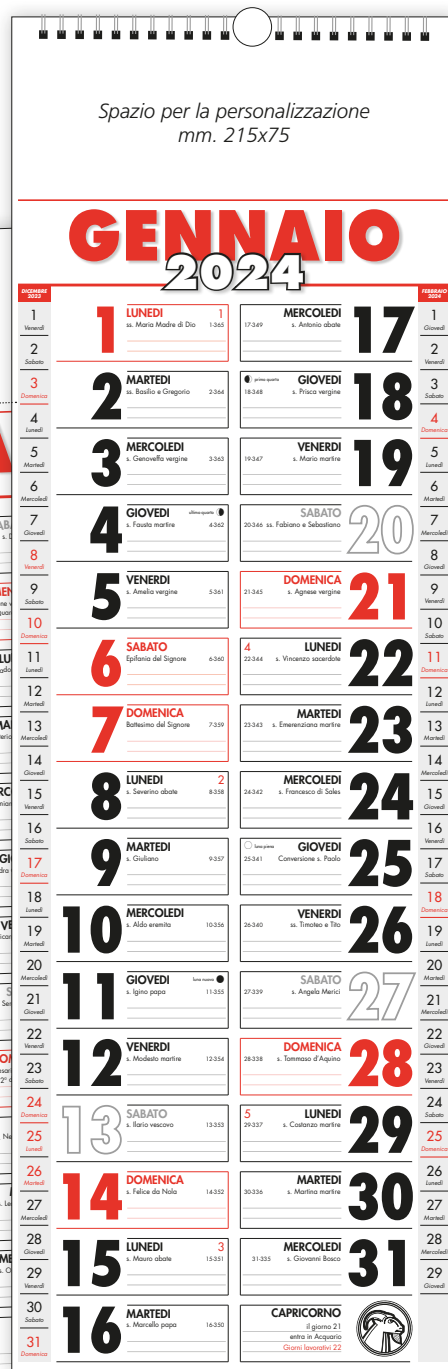 Spazio per la personalizzazione
mm. 215x75
GENNAIO
2024
DICEMBRE
2023
1
Venerdì
2
Sabato
3
Domenica
4
Lunedì
5
Martedì
6
Mercoledì
7
Giovedì
8
Venerdì
9
Sabato
10
Domenica
11
Lunedì
12
Martedì
13
Mercoledì
14
Giovedì
15
Venerdì
16
Sabato
17
Domenica
18
Lunedì
19
Martedì
20
Mercoledì
21
Giovedì
22
Venerdì
23
Sabato
24
Domenica
25
Lunedì
26
Martedì
27
Mercoledì
28
Giovedì
29
Venerdì
30
Sabato
31
Domenica
1 LUNEDI 1
ss. Maria Madre di Dio 1-365
2 MARTEDI
ss. Basilio e Gregorio 2-364
3 MERCOLEDI
s. Genoveffa vergine 3-363
4 GIOVEDI ultimo quarto
s. Fausta martire 4-362
5 VENERDI
s. Amelia vergine 5-361
6 SABATO
Epifania del Signore 6-360
7 DOMENICA
Battesimo del Signore 7-359
8 LUNEDI 2
s. Severino abate 8-358
9 MARTEDI
s. Giuliano 9-357
10 MERCOLEDI
s. Aldo eremita 10-356
11 GIOVEDI luna nuova
s. Igino papa 11-355
12 VENERDI
s. Modesto martire 12-354
13 SABATO
s. Ilario vescovo 13-353
14 DOMENICA
s. Felice da Nola 14-352
15 LUNEDI 3
s. Mauro abate 15-351
16 MARTEDI
s. Marcello papa 16-350
MERCOLEDI 17
17-349 s. Antonio abate
primo quarto GIOVEDI 18
18-348 s. Prisca vergine
VENERDI 19
19-347 s. Mario martire
SABATO 20
20-346 ss. Fabiano e Sebastiano
DOMENICA 21
21-345 s. Agnese vergine
4 LUNEDI 22
22-344 s. Vincenzo sacerdote
MARTEDI 23
23-343 s. Emerenziana martire
MERCOLEDI 24
24-342 s. Francesco di Sales
luna piena GIOVEDI 25
25-341 Conversione s. Paolo
VENERDI 26
26-340 ss. Timoteo e Tito
SABATO 27
27-339 s. Angela Merici
DOMENICA 28
28-338 s. Tommaso d'Aquino
5 LUNEDI 29
29-337 s. Costanzo martire
MARTEDI 30
30-336 s. Martina martire
MERCOLEDI 31
31-335 s. Giovanni Bosco
CAPRICORNO
il giorno 21
entra in Acquario
Giorni lavorativi 22
FEBBRAIO
2024
1
Giovedì
2
Venerdì
3
Sabato
4
Domenica
5
Lunedì
6
Martedì
7
Mercoledì
8
Giovedì
9
Venerdì
10
Sabato
11
Domenica
12
Lunedì
13
Martedì
14
Mercoledì
15
Giovedì
16
Venerdì
17
Sabato
18
Domenica
19
Lunedì
20
Martedì
21
Mercoledì
22
Giovedì
23
Venerdì
24
Sabato
25
Domenica
26
Lunedì
27
Martedì
28
Mercoledì
29
Giovedì